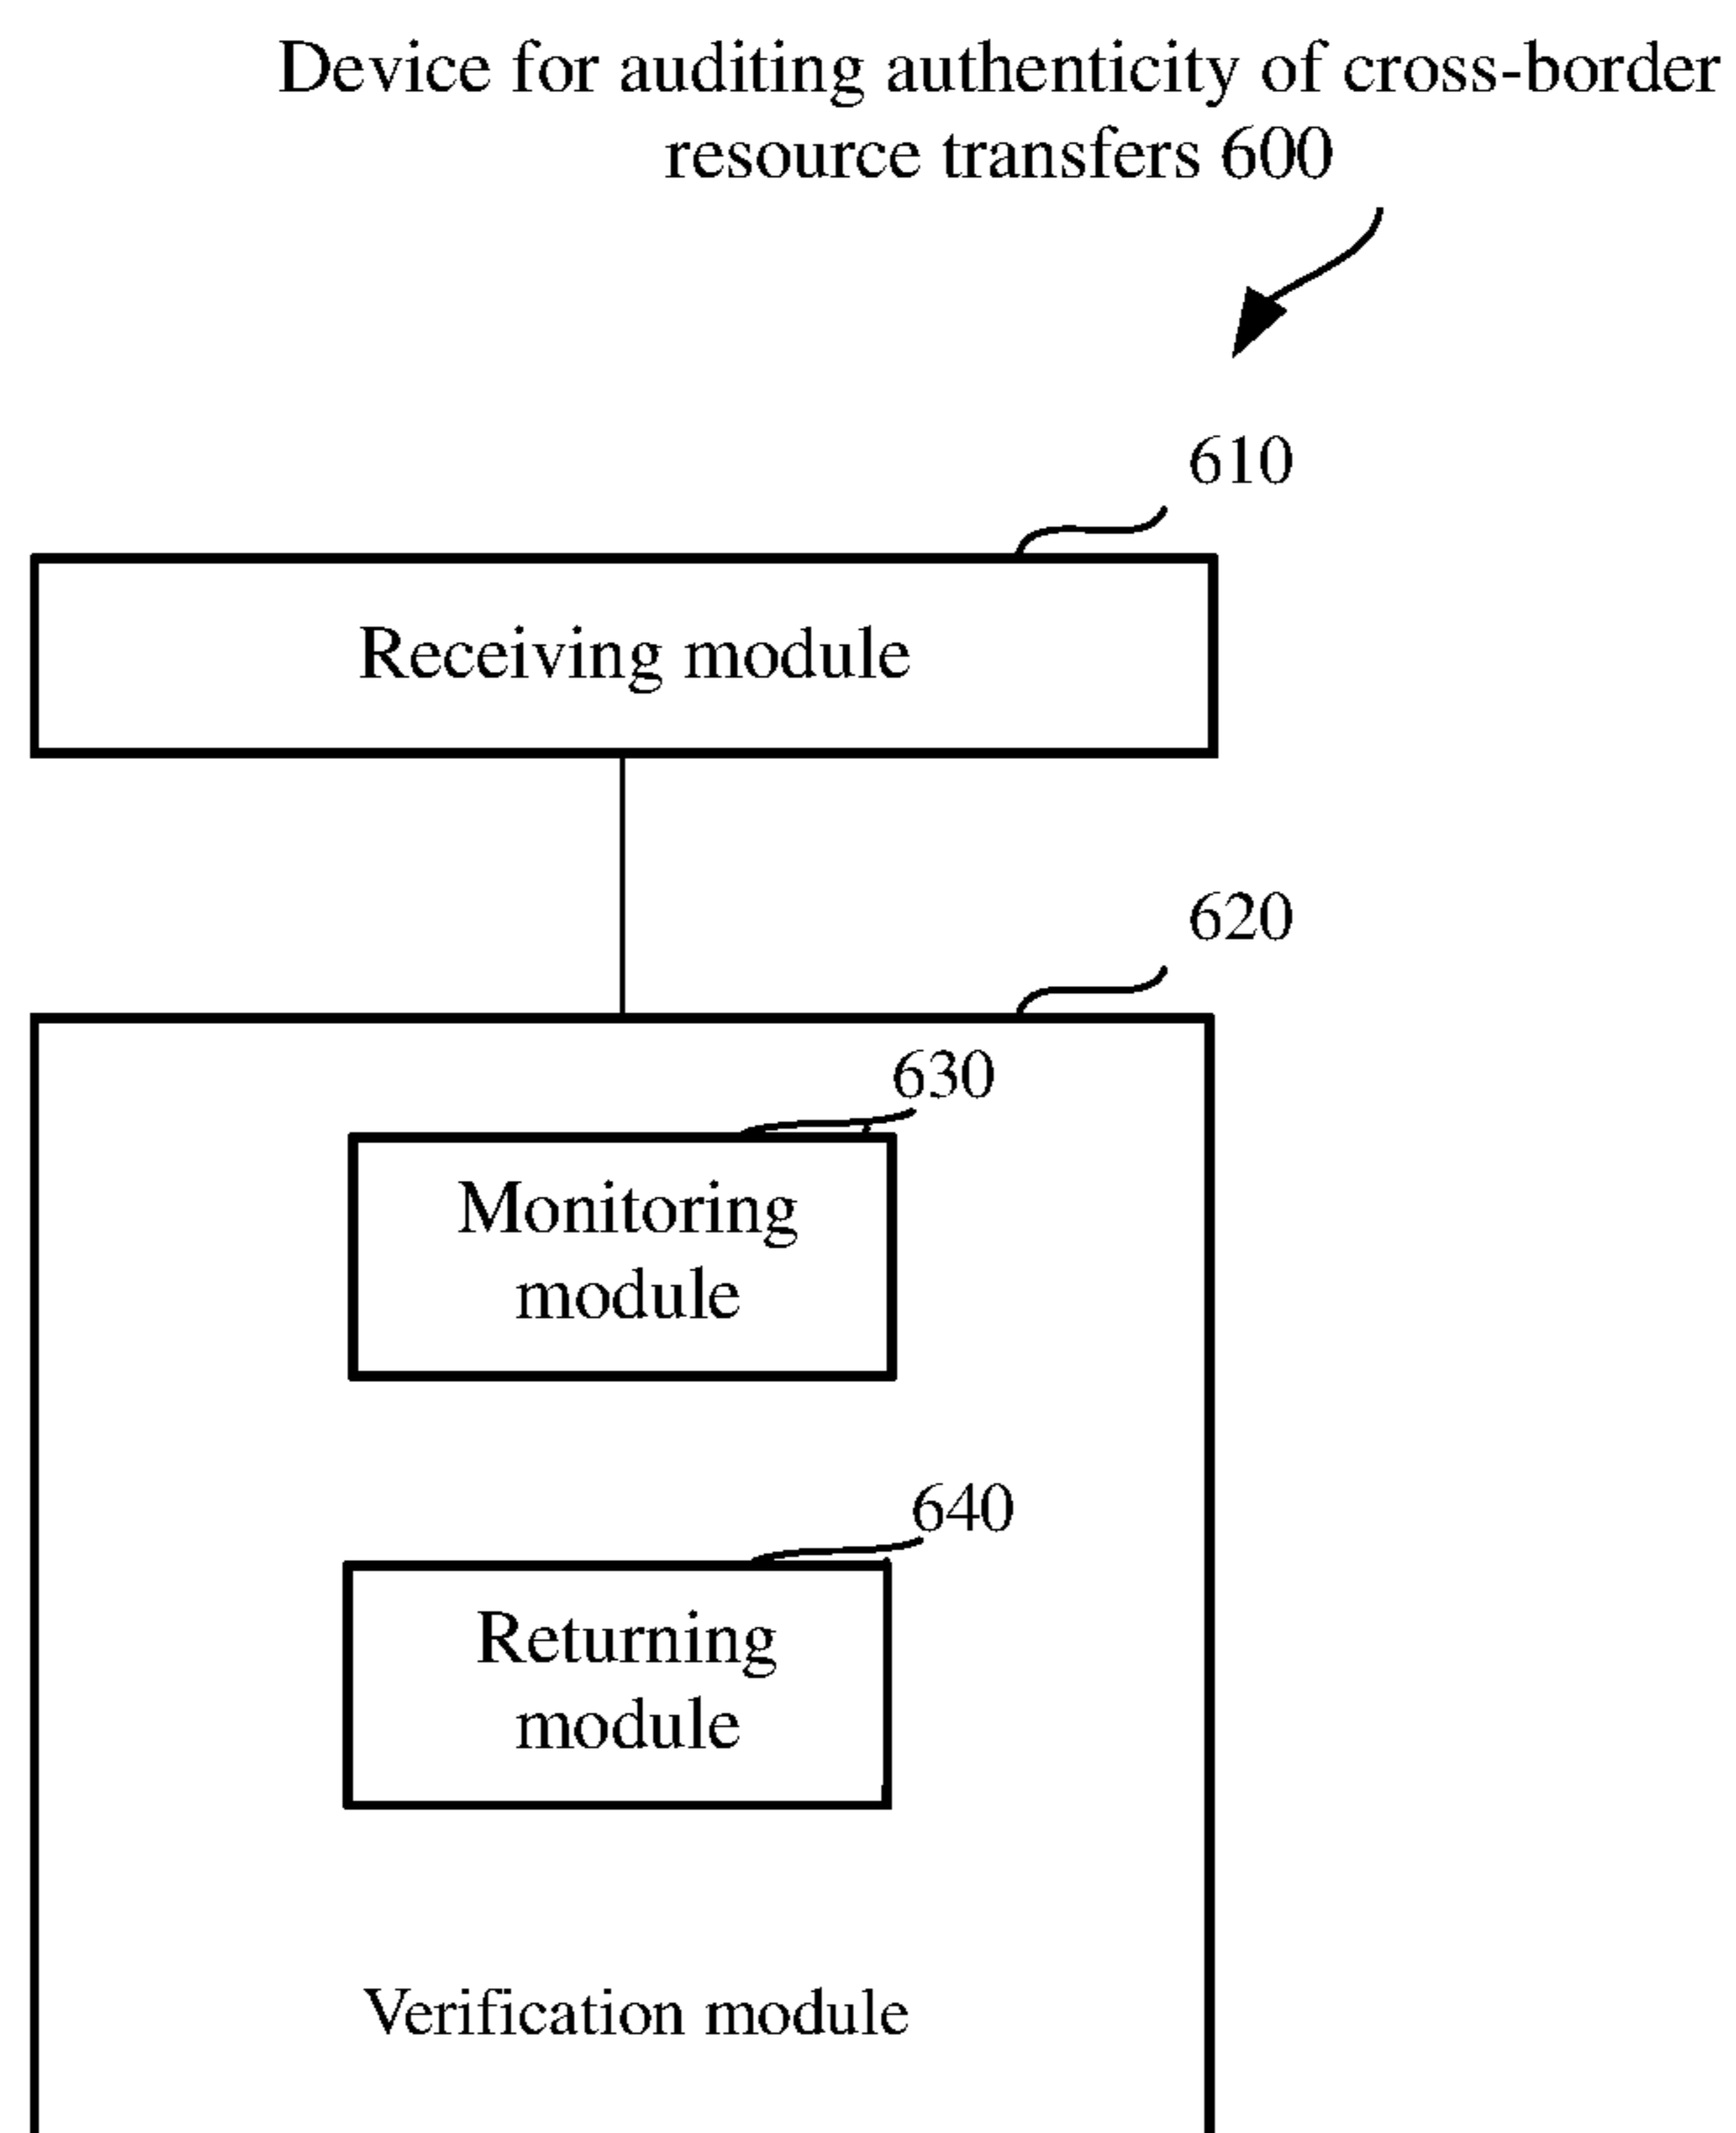 Device for auditing authenticity of cross-border
resource transfers 600
610
Receiving module
620
630
Monitoring
module
640
Returning
module
Verification module